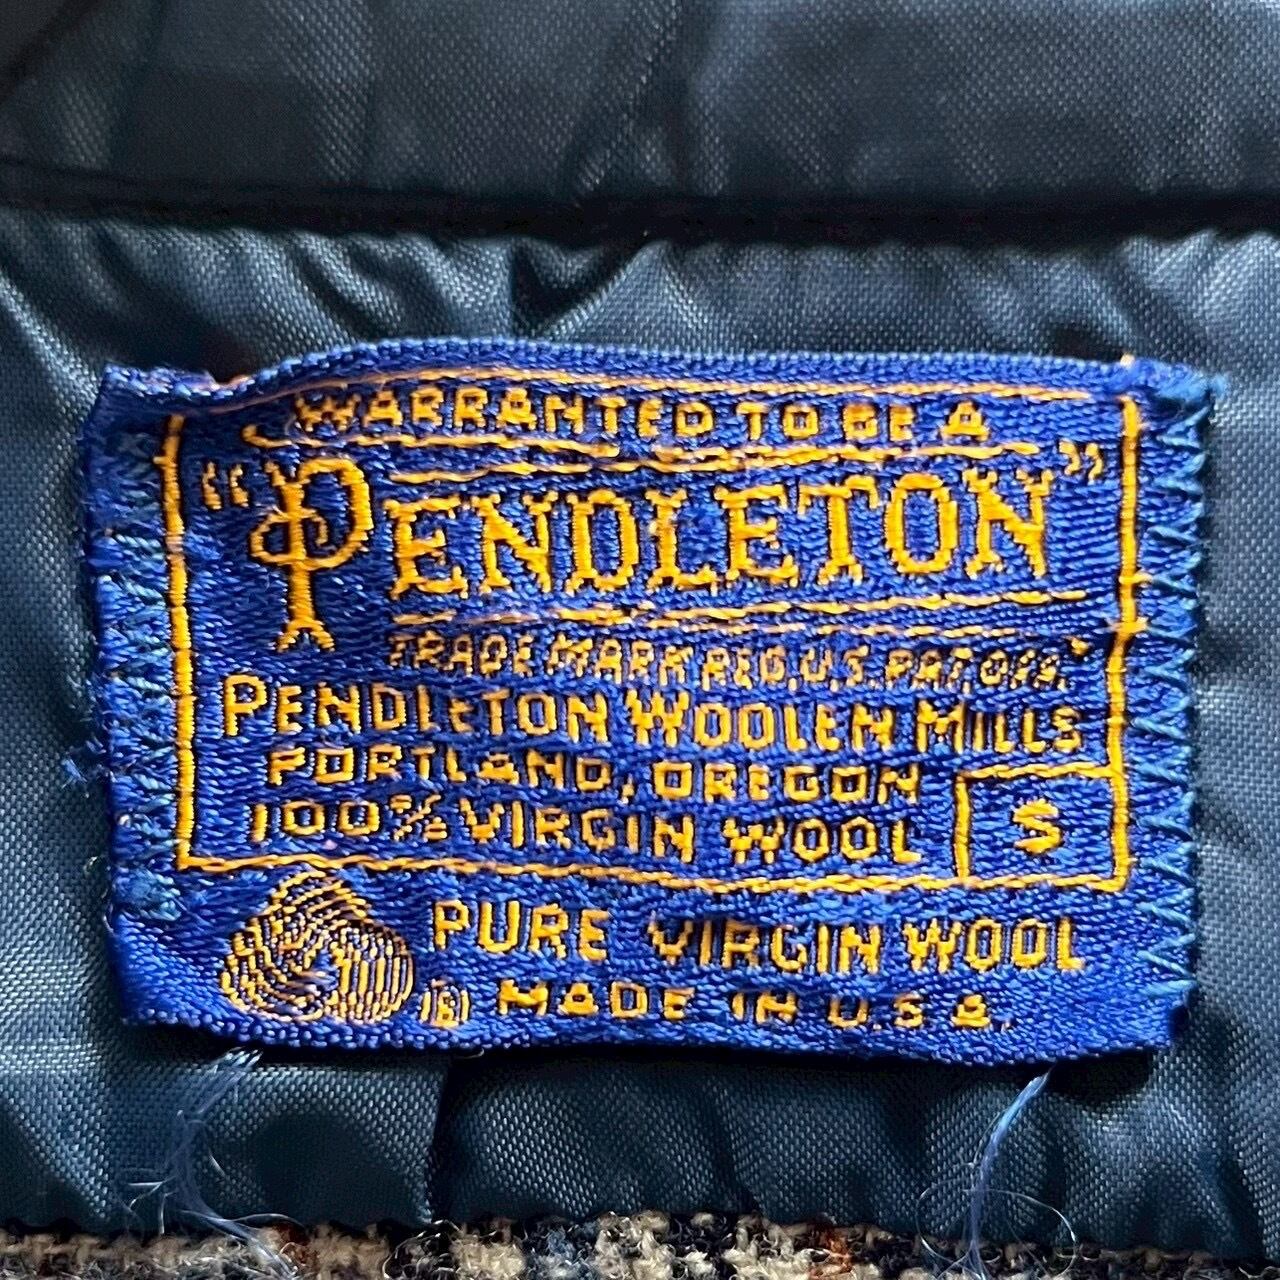 WARRANTED TO BE A
"PENDLETON"
TRADE MARK REG. U.S. PAT. OFF.
PENDLETON WOOLEN MILLS
PORTLAND, OREGON
100% VIRGIN WOOL S
PURE VIRGIN WOOL
® MADE IN U.S.A.